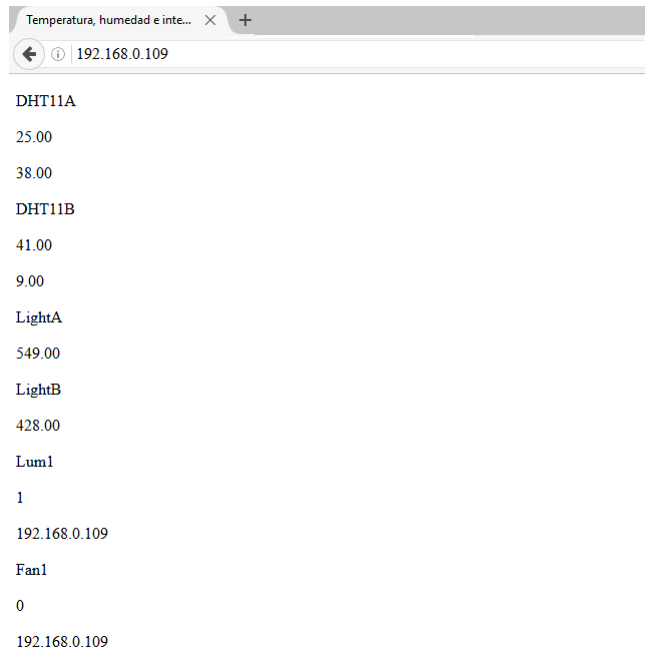 Temperatura, humedad e inte...
192.168.0.109
DHT11A
25.00
38.00
DHT11B
41.00
9.00
LightA
549.00
LightB
428.00
Lum1
1
192.168.0.109
Fan1
0
192.168.0.109